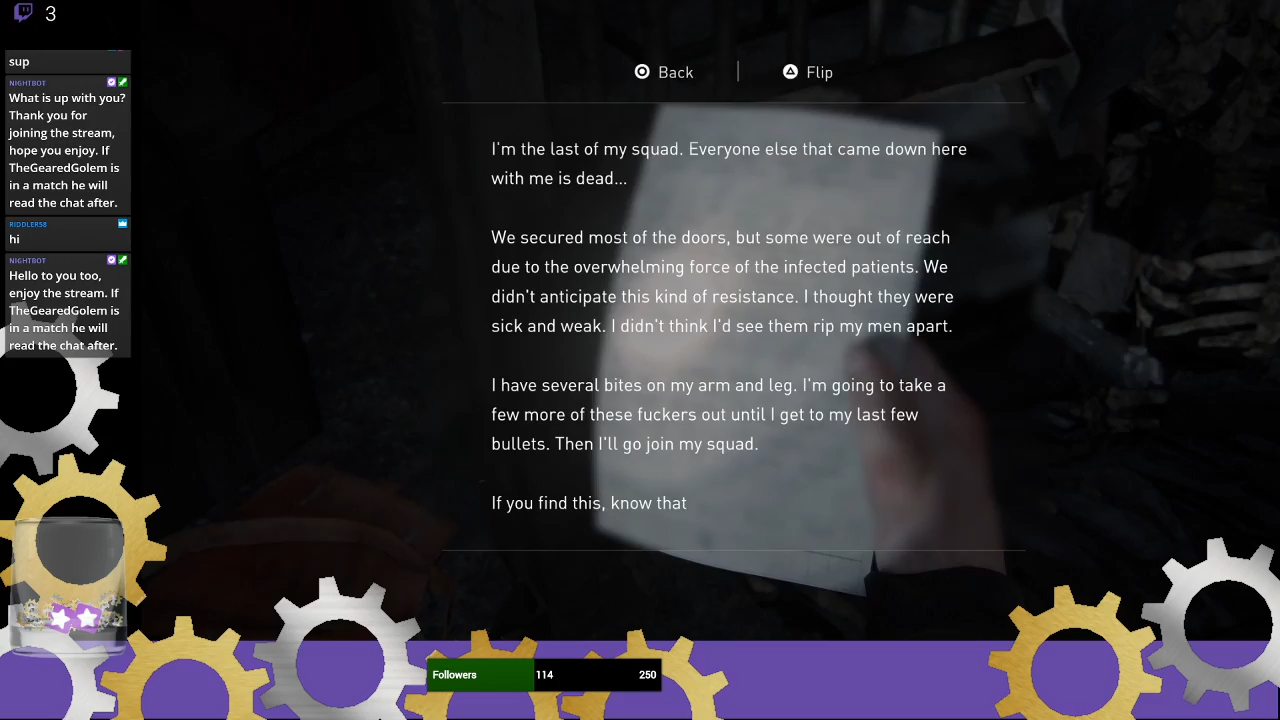 3
sup
NIGHTBOT
What is up with you?
Thank you for
joining the stream,
hope you enjoy. If
TheGearedGolem is
in a match he will
read the chat after.
RIDDLER58
hi
NIGHTBOT
Hello to you too,
enjoy the stream. If
TheGearedGolem is
in a match he will
read the chat after.
Back | Flip
I'm the last of my squad. Everyone else that came down here
with me is dead...
We secured most of the doors, but some were out of reach
due to the overwhelming force of the infected patients. We
didn't anticipate this kind of resistance. I thought they were
sick and weak. I didn't think I'd see them rip my men apart.
I have several bites on my arm and leg. I'm going to take a
few more of these fuckers out until I get to my last few
bullets. Then I'll go join my squad.
If you find this, know that
Followers 114 250